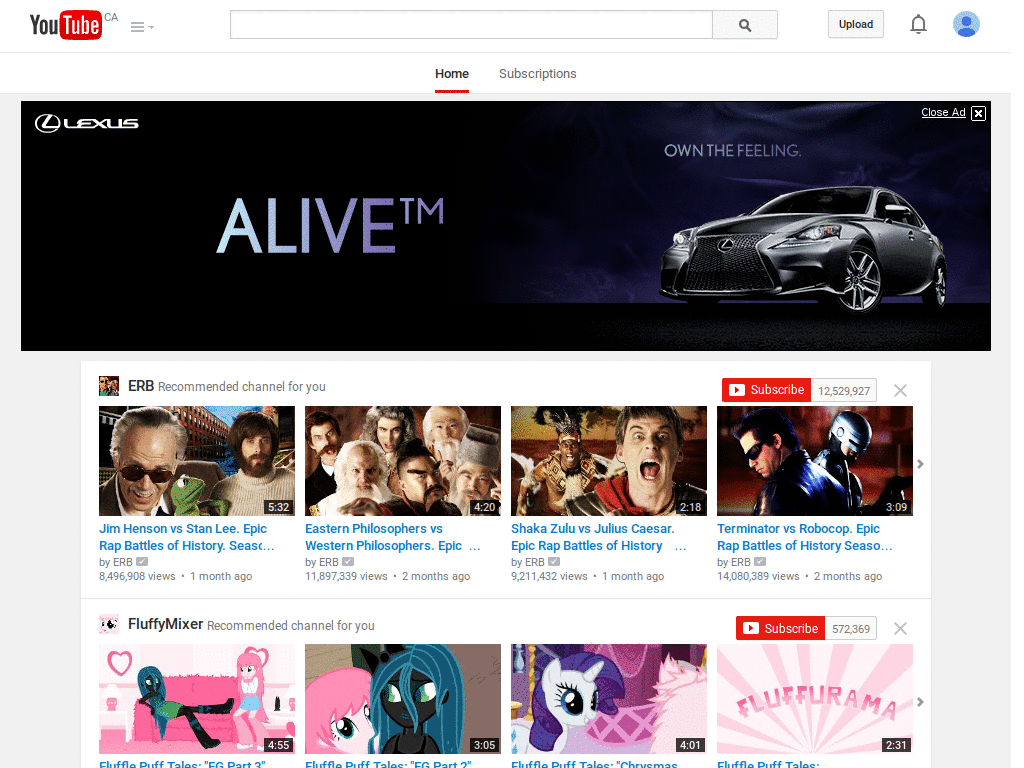 YouTube CA
Upload
Home Subscriptions
LEXUS
Close Ad
OWN THE FEELING.
ALIVE™
ERB Recommended channel for you
Subscribe 12,529,927
5:32
4:20
2:18
3:09
Jim Henson vs Stan Lee. Epic
Rap Battles of History. Seasc...
by ERB
8,496,908 views • 1 month ago
Eastern Philosophers vs
Western Philosophers. Epic ...
by ERB
11,897,339 views • 2 months ago
Shaka Zulu vs Julius Caesar.
Epic Rap Battles of History ...
by ERB
9,211,432 views • 1 month ago
Terminator vs Robocop. Epic
Rap Battles of History Seaso...
by ERB
14,080,389 views • 2 months ago
FluffyMixer Recommended channel for you
Subscribe 572,369
4:55
3:05
4:01
FLUFFURAMA
2:31
Fluffle Puff Tales: "EG Part 3"
Fluffle Puff Tales: "EG Part 2"
Fluffle Puff Tales: "Chrysmas
Fluffle Puff Tales: